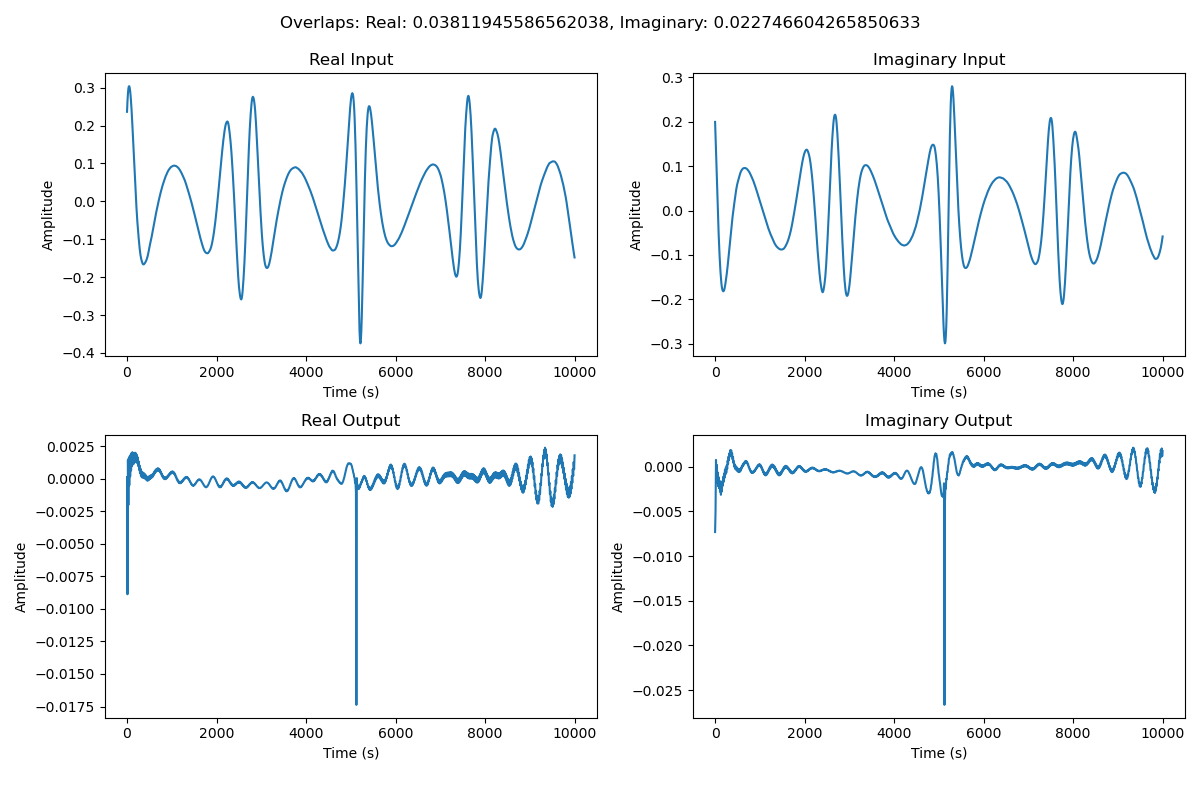 Overlaps: Real: 0.03811945586562038, Imaginary: 0.022746604265850633
Real Input
Amplitude
0.3
0.2
0.1
0.0
−0.1
−0.2
−0.3
−0.4
0 2000 4000 6000 8000 10000
Time (s)
Imaginary Input
Amplitude
0.3
0.2
0.1
0.0
−0.1
−0.2
−0.3
0 2000 4000 6000 8000 10000
Time (s)
Real Output
Amplitude
0.0025
0.0000
−0.0025
−0.0050
−0.0075
−0.0100
−0.0125
−0.0150
−0.0175
0 2000 4000 6000 8000 10000
Time (s)
Imaginary Output
Amplitude
0.000
−0.005
−0.010
−0.015
−0.020
−0.025
0 2000 4000 6000 8000 10000
Time (s)